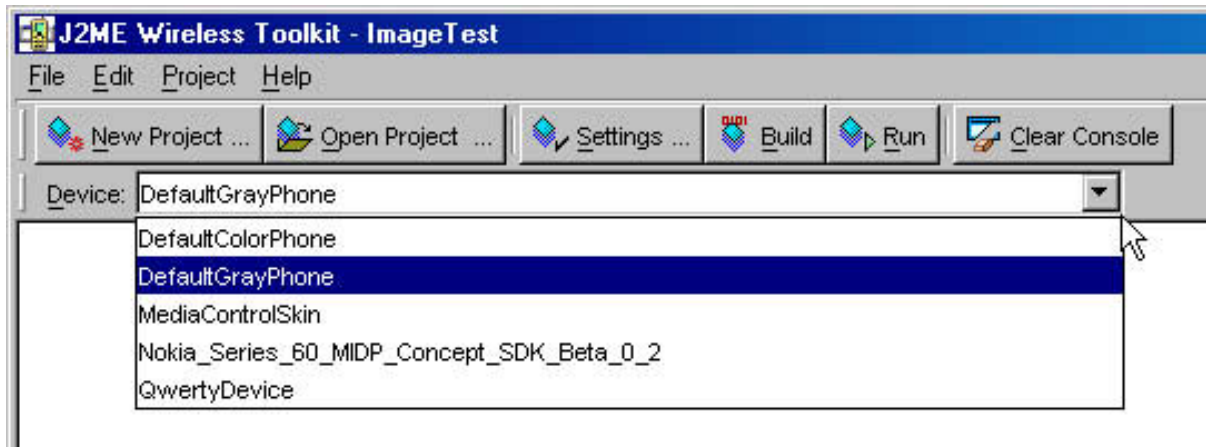 J2ME Wireless Toolkit - ImageTest
File Edit Project Help
New Project ... Open Project ... Settings ... Build Run Clear Console
Device: DefaultGrayPhone
DefaultColorPhone
DefaultGrayPhone
MediaControlSkin
Nokia_Series_60_MIDP_Concept_SDK_Beta_0_2
QwertyDevice